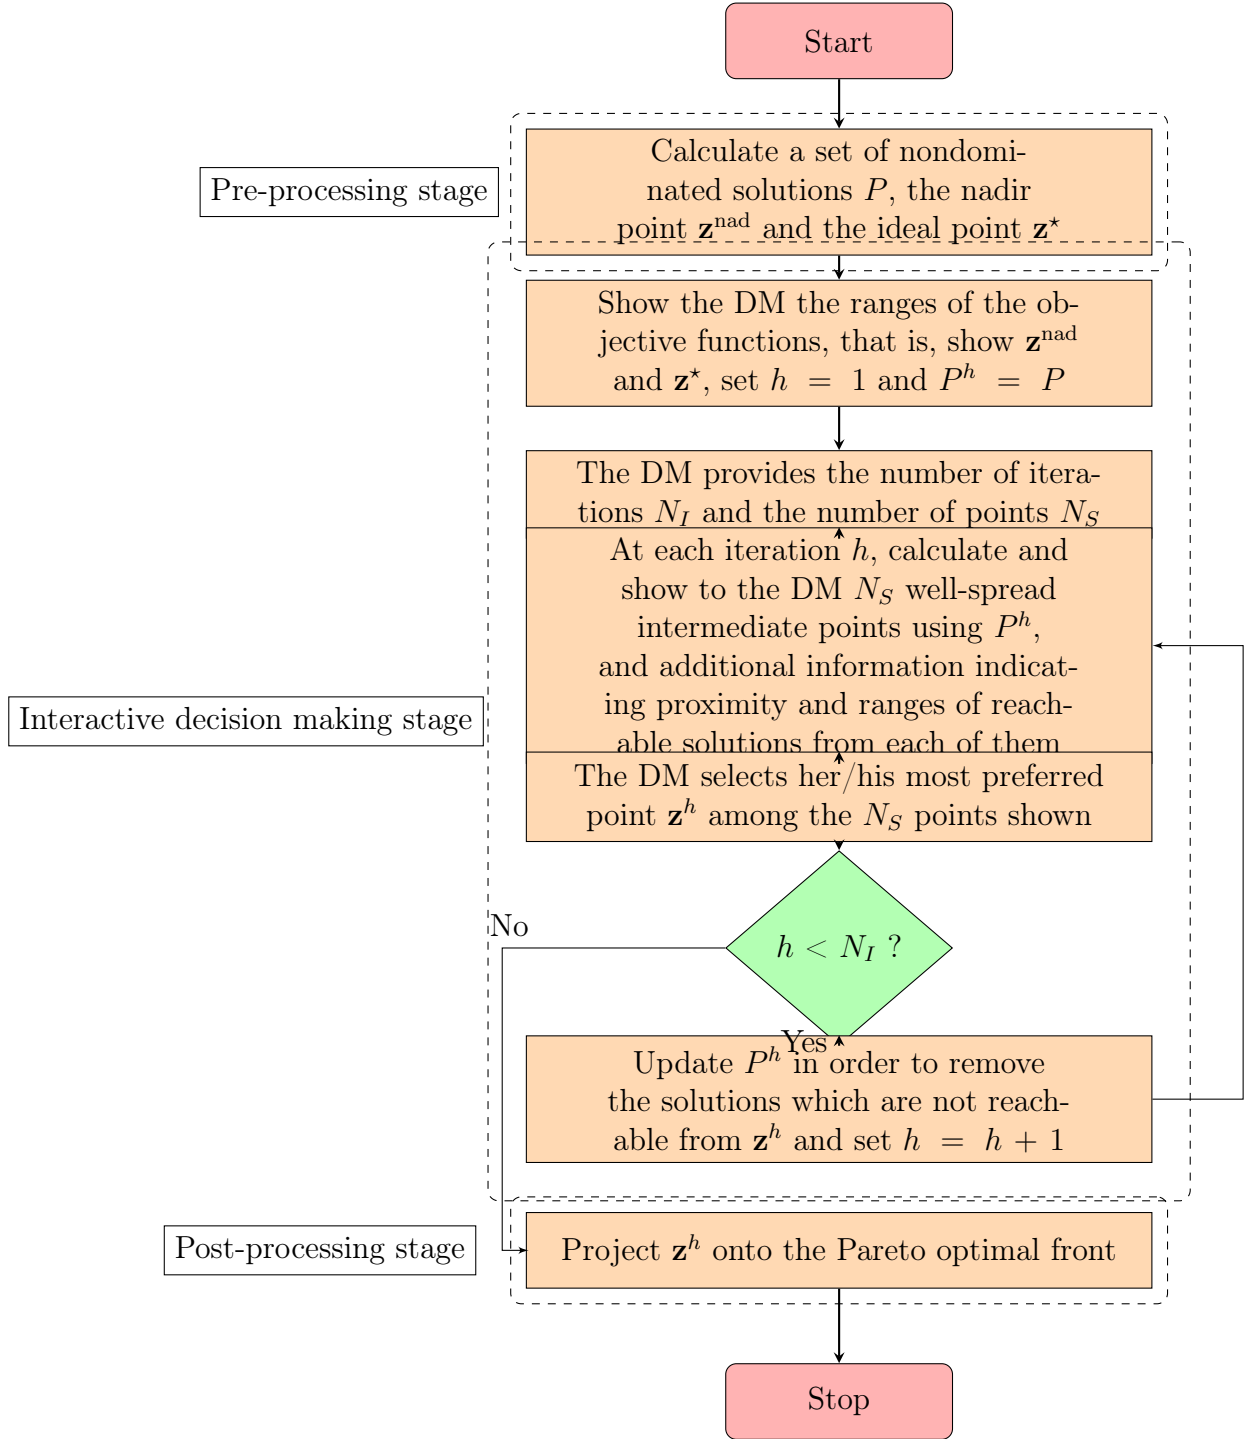 Start
Pre-processing stage
Calculate a set of nondomi-
nated solutions P, the nadir
point z^nad and the ideal point z^⋆
Show the DM the ranges of the ob-
jective functions, that is, show z^nad
and z^⋆, set h = 1 and P^h = P
The DM provides the number of itera-
tions N_I and the number of points N_S
At each iteration h, calculate and
show to the DM N_S well-spread
intermediate points using P^h,
and additional information indicat-
ing proximity and ranges of reach-
able solutions from each of them
Interactive decision making stage
The DM selects her/his most preferred
point z^h among the N_S points shown
No
h < N_I ?
Yes
Update P^h in order to remove
the solutions which are not reach-
able from z^h and set h = h + 1
Post-processing stage
Project z^h onto the Pareto optimal front
Stop